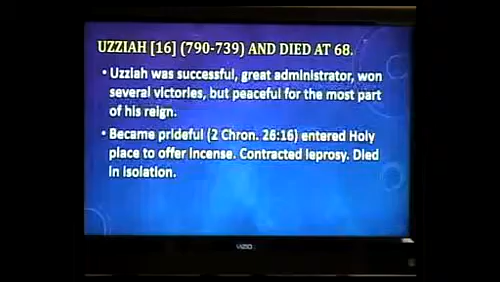 UZZIAH [16] (790-739) AND DIED AT 68.
• Uzziah was successful, great administrator, won
several victories, but peaceful for the most part
of his reign.
• Became prideful (2 Chron. 26:16) entered Holy
place to offer incense. Contracted leprosy. Died
in isolation.
VIZIO